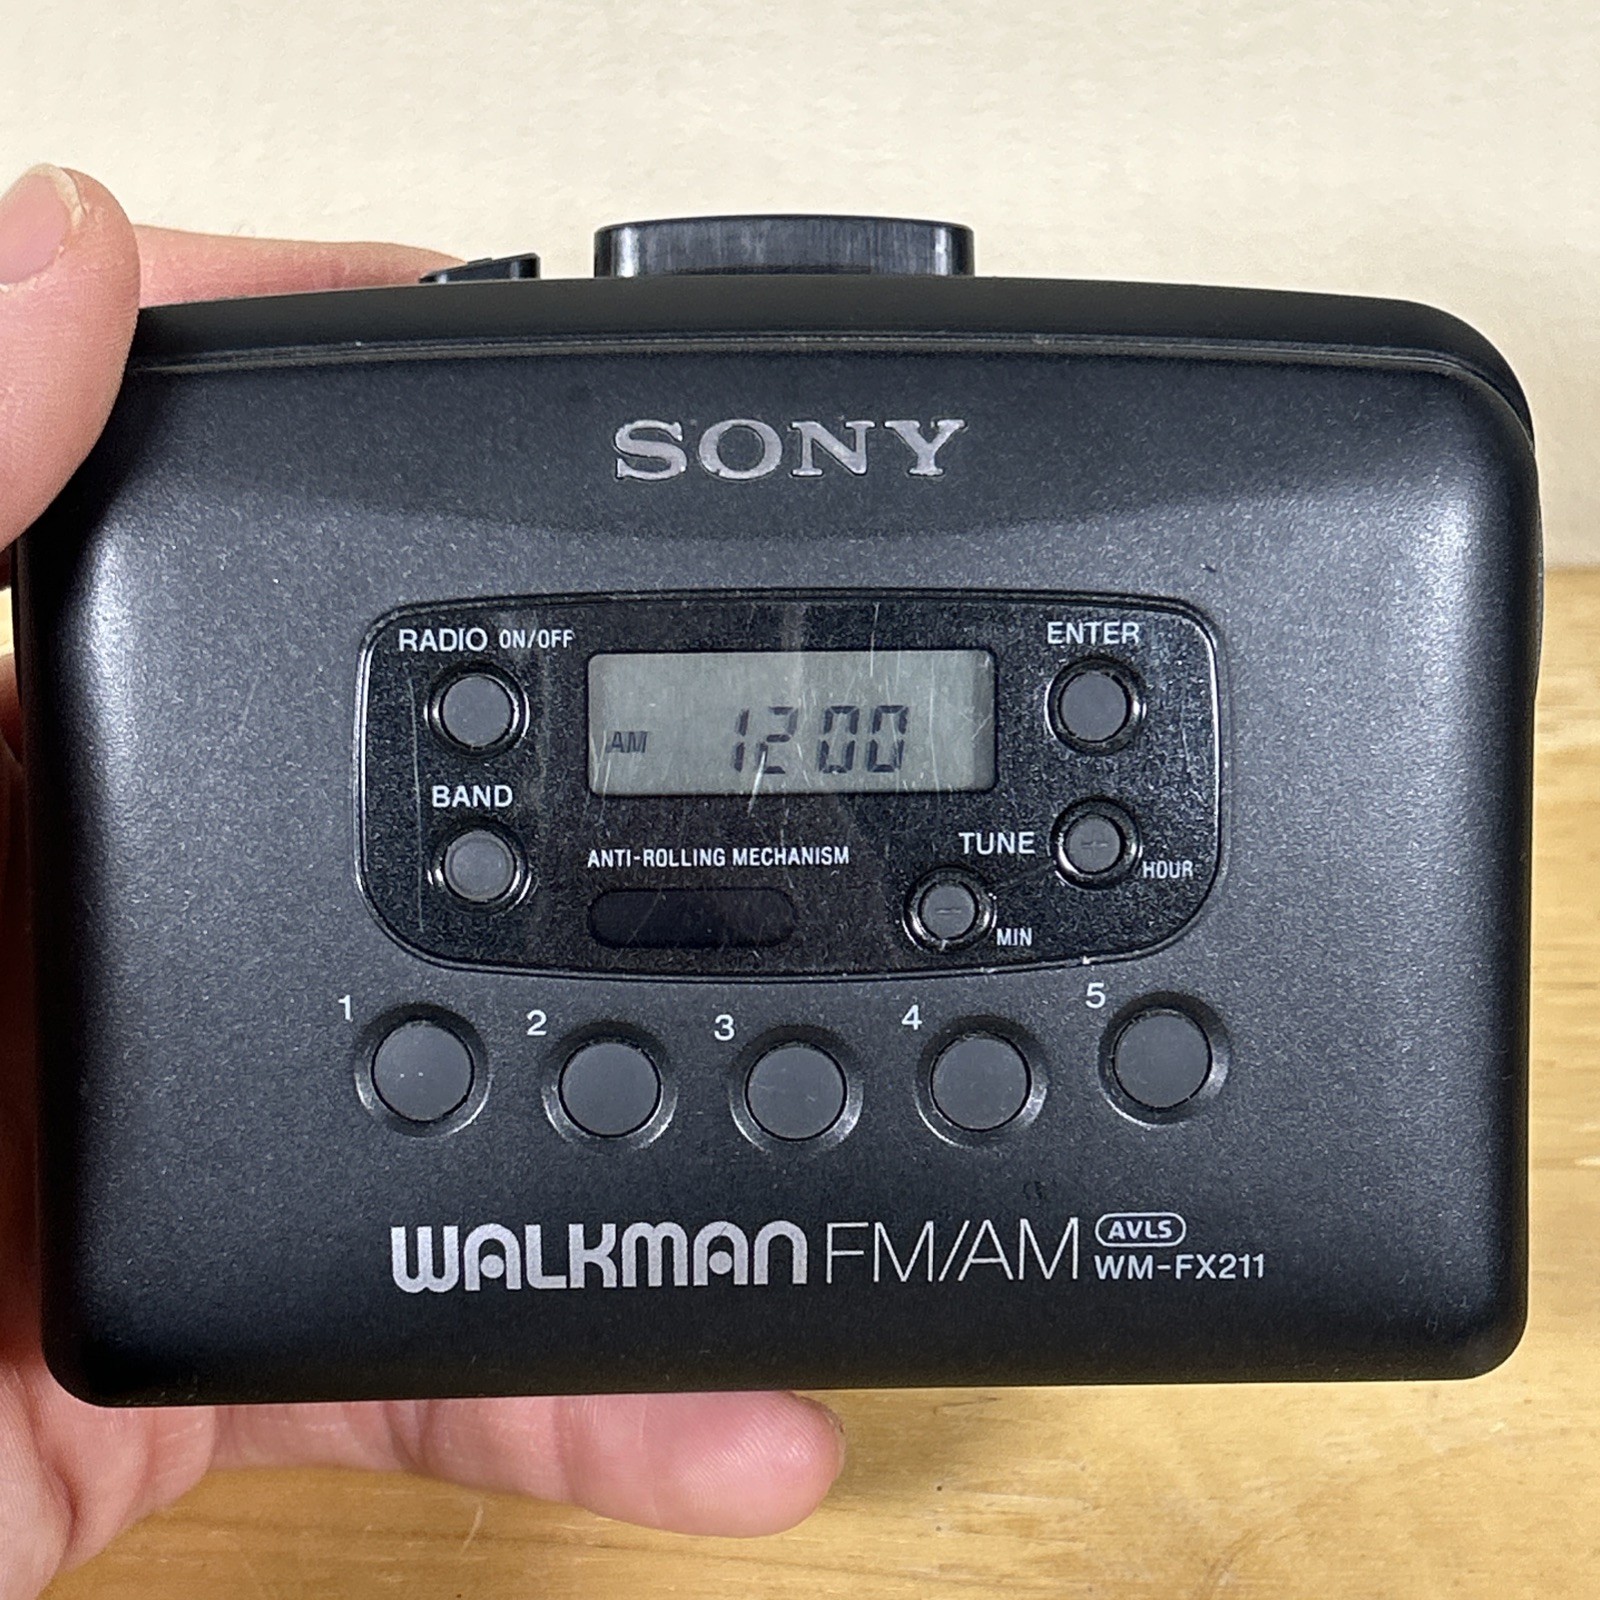 SONY
RADIO ON/OFF
ENTER
AM 12 00
BAND
TUNE
+
HOUR
ANTI-ROLLING MECHANISM
−
MIN
1
2
3
4
5
WALKMAN FM/AM
AVLS
WM-FX211